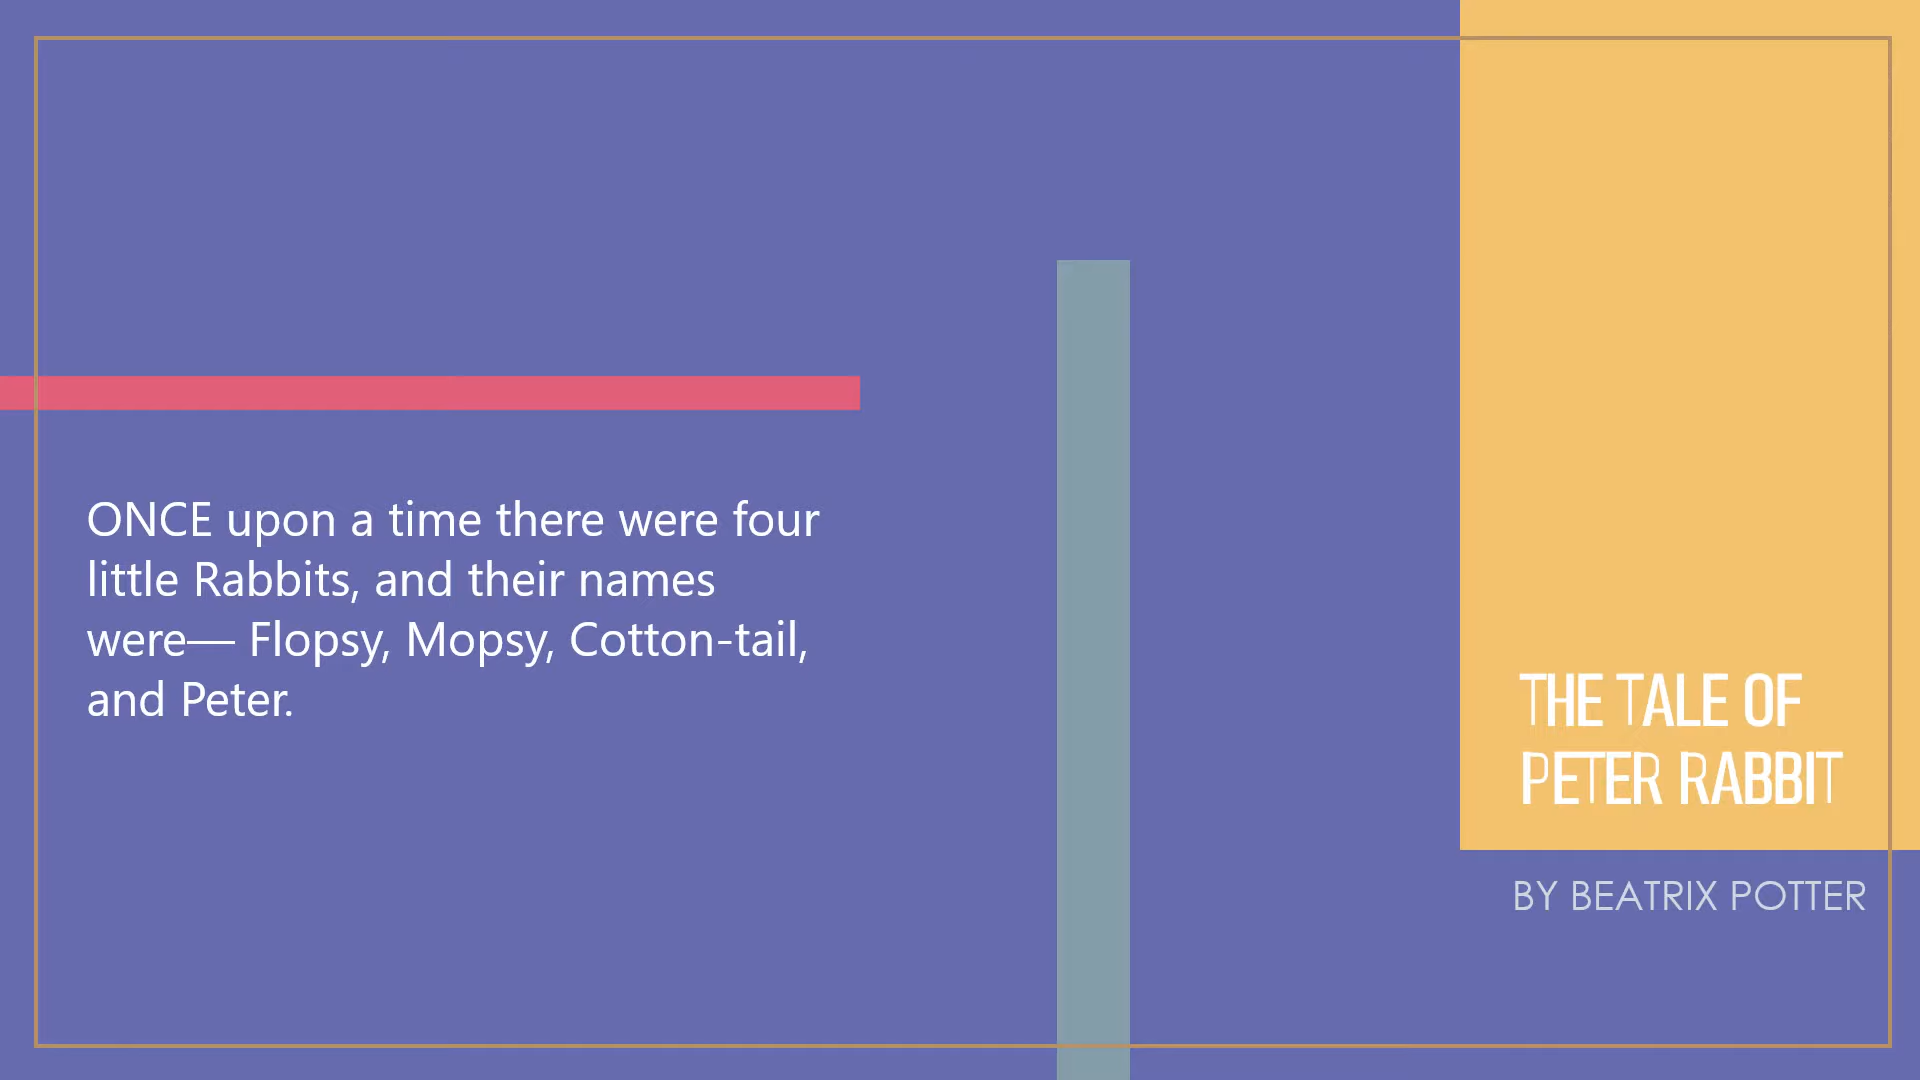 ONCE upon a time there were four
little Rabbits, and their names
were— Flopsy, Mopsy, Cotton-tail,
and Peter.
THE TALE OF
PETER RABBIT
BY BEATRIX POTTER